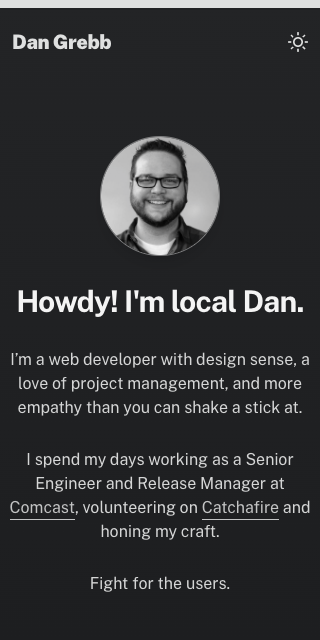 Dan Grebb
Howdy! I'm local Dan.
I’m a web developer with design sense, a
love of project management, and more
empathy than you can shake a stick at.
I spend my days working as a Senior
Engineer and Release Manager at
Comcast, volunteering on Catchafire and
honing my craft.
Fight for the users.